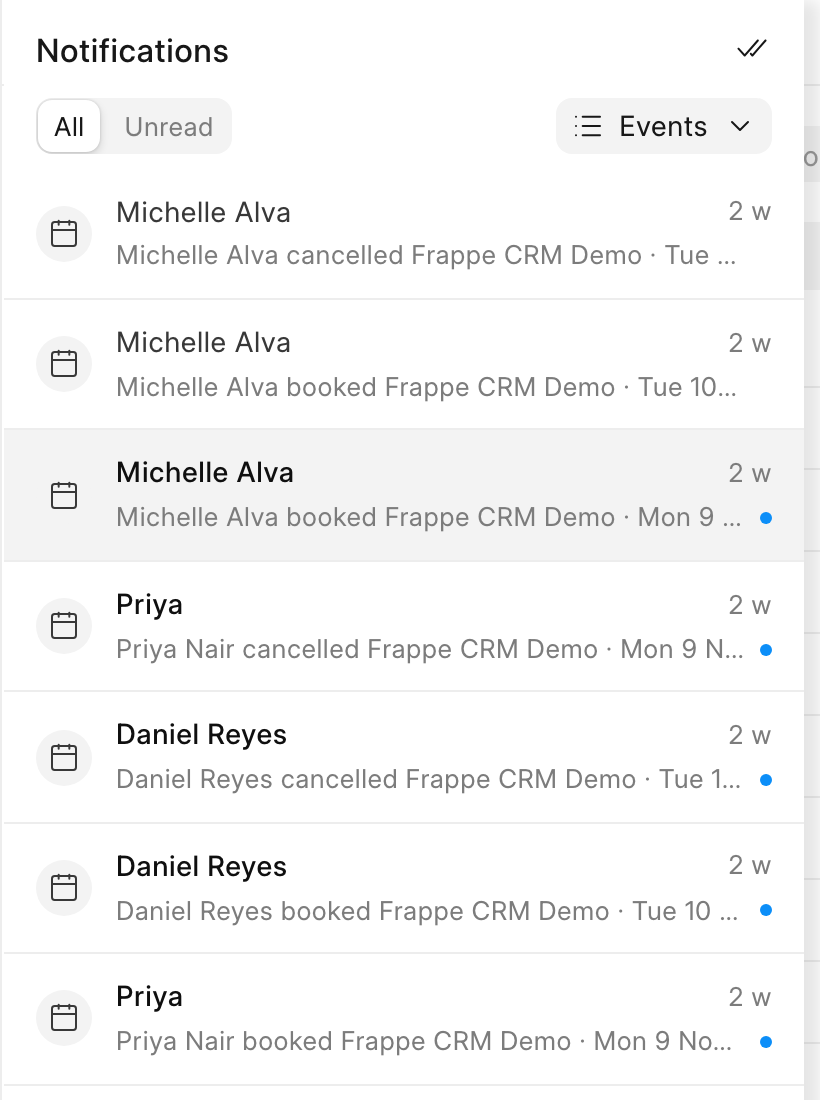 Notifications
All Unread Events
Michelle Alva 2 w
Michelle Alva cancelled Frappe CRM Demo · Tue ...
Michelle Alva 2 w
Michelle Alva booked Frappe CRM Demo · Tue 10...
Michelle Alva 2 w
Michelle Alva booked Frappe CRM Demo · Mon 9 ...
Priya 2 w
Priya Nair cancelled Frappe CRM Demo · Mon 9 N...
Daniel Reyes 2 w
Daniel Reyes cancelled Frappe CRM Demo · Tue 1...
Daniel Reyes 2 w
Daniel Reyes booked Frappe CRM Demo · Tue 10 ...
Priya 2 w
Priya Nair booked Frappe CRM Demo · Mon 9 No...